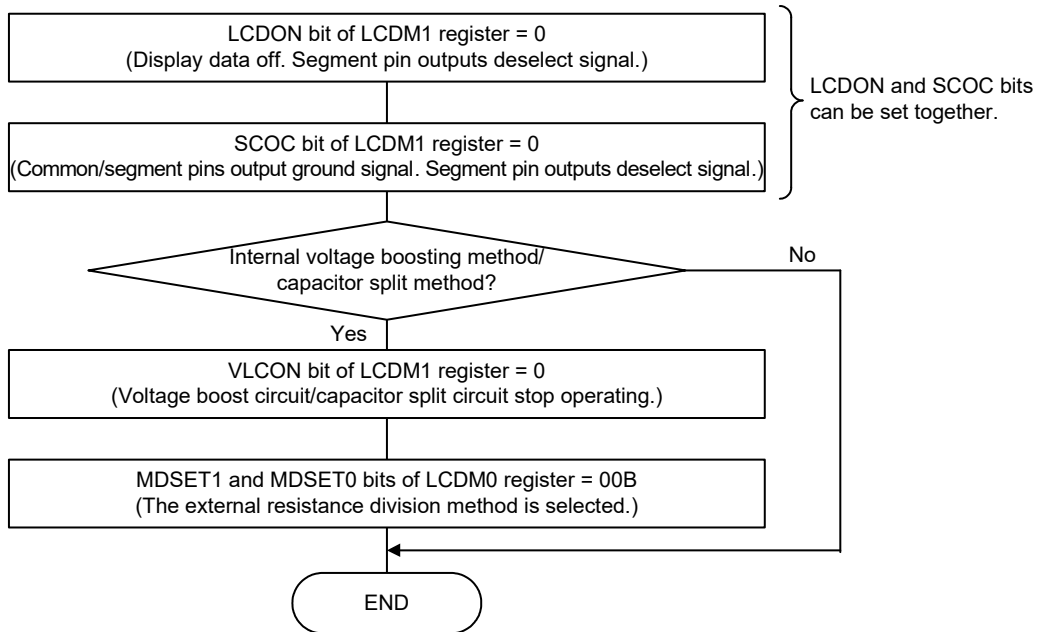 LCDON bit of LCDM1 register = 0
(Display data off. Segment pin outputs deselect signal.)
LCDON and SCOC bits
can be set together.
SCOC bit of LCDM1 register = 0
(Common/segment pins output ground signal. Segment pin outputs deselect signal.)
Internal voltage boosting method/
capacitor split method?
No
Yes
VLCON bit of LCDM1 register = 0
(Voltage boost circuit/capacitor split circuit stop operating.)
MDSET1 and MDSET0 bits of LCDM0 register = 00B
(The external resistance division method is selected.)
END